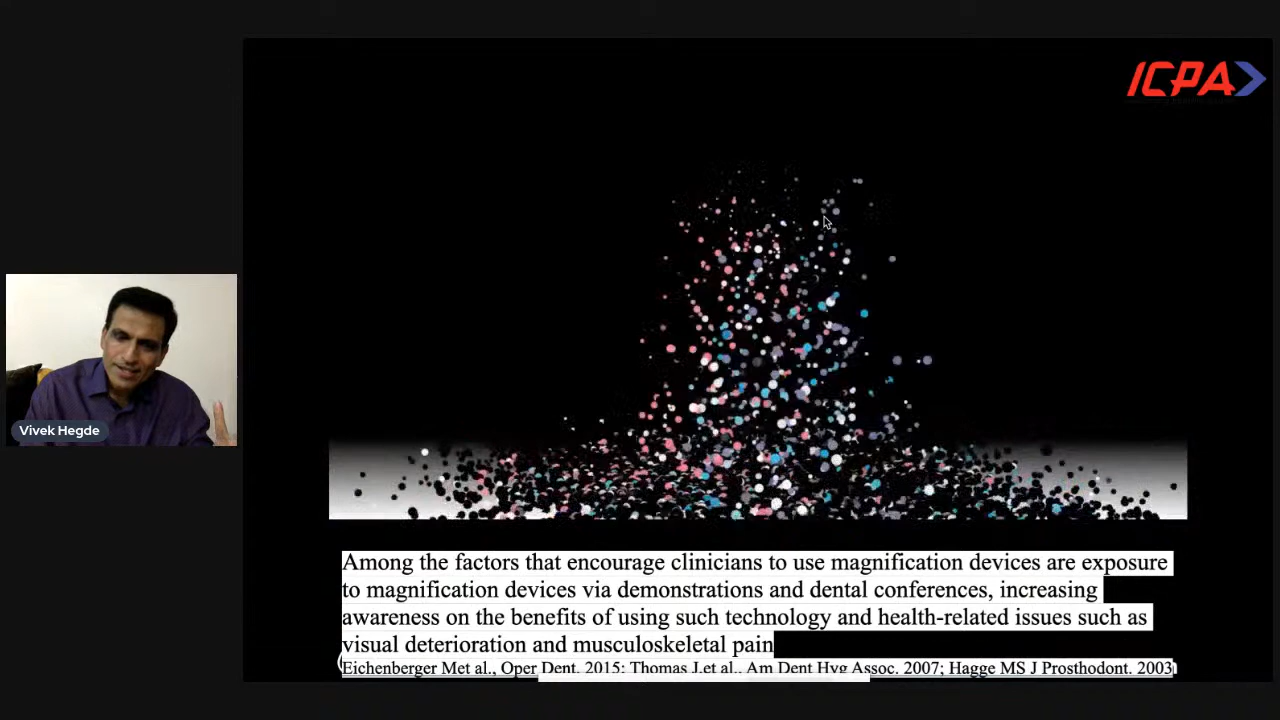 ICPA
Vivek Hegde
Among the factors that encourage clinicians to use magnification devices are exposure
to magnification devices via demonstrations and dental conferences, increasing
awareness on the benefits of using such technology and health-related issues such as
visual deterioration and musculoskeletal pain
Eichenberger Met al., Oper Dent. 2015; Thomas J.et al., Am Dent Hyg Assoc. 2007; Hagge MS J Prosthodont. 2003